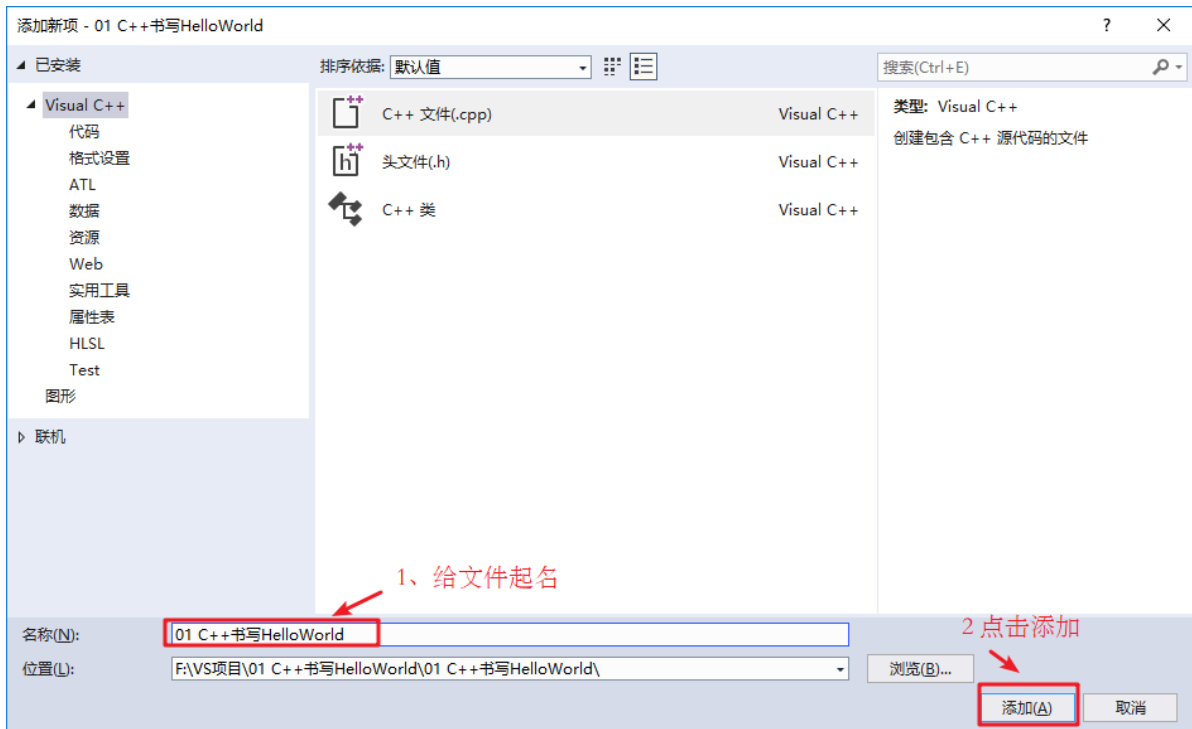 添加新项 - 01 C++书写HelloWorld
? ×
已安装
排序依据: 默认值
搜索(Ctrl+E)
Visual C++
代码
格式设置
ATL
数据
资源
Web
实用工具
属性表
HLSL
Test
图形
联机
C++ 文件(.cpp) Visual C++
头文件(.h) Visual C++
C++ 类 Visual C++
类型: Visual C++
创建包含 C++ 源代码的文件
1、给文件起名
名称(N): 01 C++书写HelloWorld
2 点击添加
位置(L): F:\VS项目\01 C++书写HelloWorld\01 C++书写HelloWorld\
浏览(B)...
添加(A) 取消